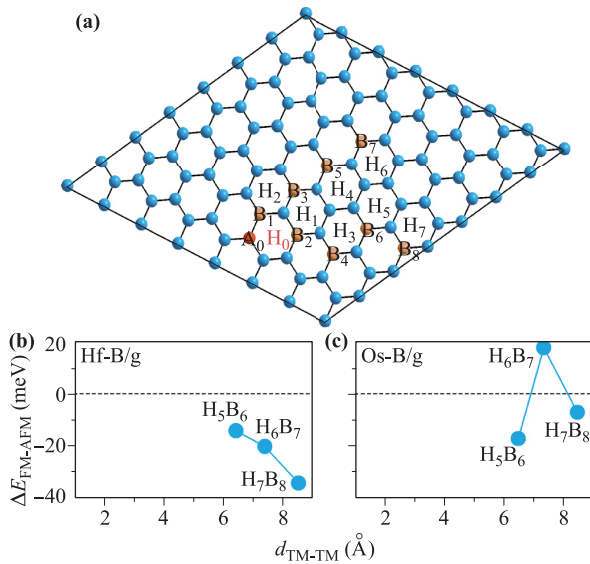 (a)
B₇
B₅ H₆
H₂ B₃ H₄
B₁ H₁ H₅
A₀ H₀ B₂ H₃ B₆ H₇
B₄ B₈
(b) (c)
20
0
−20
−40
ΔE_FM-AFM (meV)
Hf-B/g
H₅B₆
H₆B₇
H₇B₈
2 4 6 8
Os-B/g
H₆B₇
H₅B₆
H₇B₈
2 4 6 8
d_TM-TM (Å)